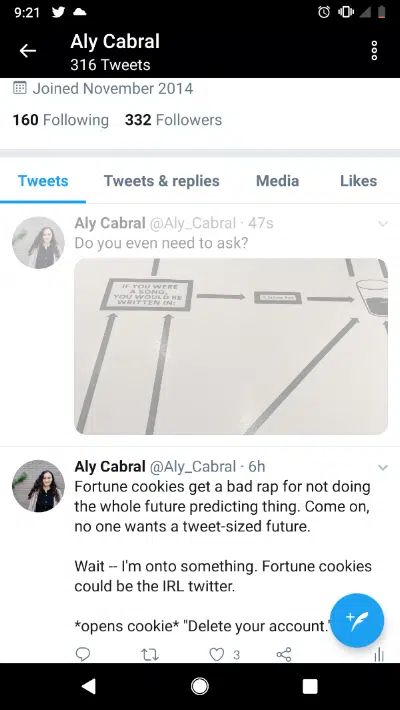 9:21
Aly Cabral
316 Tweets
Joined November 2014
160 Following 332 Followers
Tweets Tweets & replies Media Likes
Aly Cabral @Aly_Cabral · 47s
Do you even need to ask?
IF YOU WERE
A SONG,
YOU WOULD BE
WRITTEN IN:
Aly Cabral @Aly_Cabral · 6h
Fortune cookies get a bad rap for not doing
the whole future predicting thing. Come on,
no one wants a tweet-sized future.
Wait -- I'm onto something. Fortune cookies
could be the IRL twitter.
*opens cookie* "Delete your account."
3